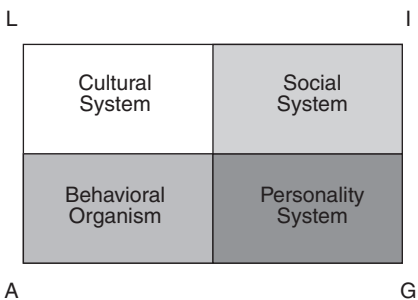 L I
Cultural Social
System System
Behavioral Personality
Organism System
A G